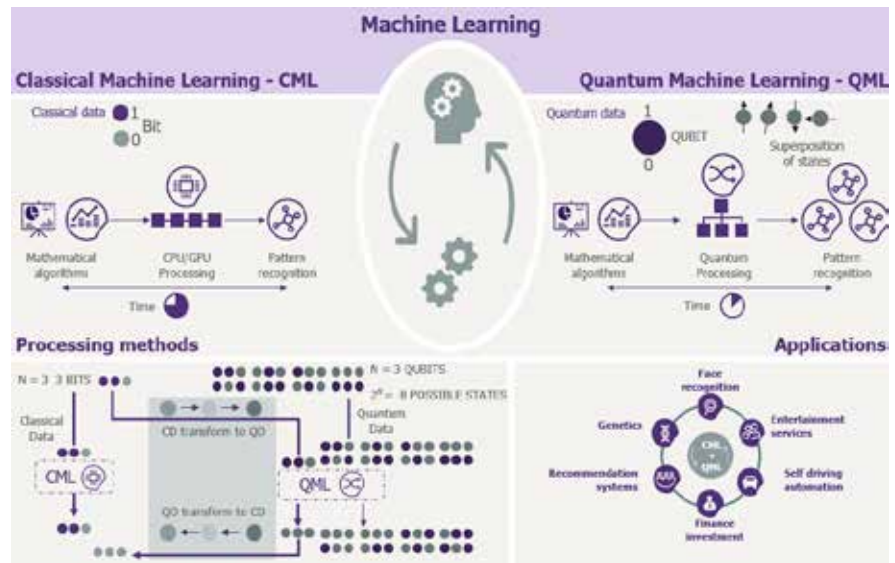 Machine Learning
Classical Machine Learning - CML
Quantum Machine Learning - QML
Classical data
1
Bit
0
Quantum data
1
QUBIT
0
Superposition
of states
Mathematical
algorithms
CPU/GPU
Processing
Pattern
recognition
Time
Mathematical
algorithms
Quantum
Processing
Pattern
recognition
Time
Processing methods
N = 3 3 BITS
N = 3 QUBITS
= 8 POSSIBLE STATES
Classical
Data
CD transform to QD
Quantum
Data
CML
QML
QD transform to CD
Applications
Face
recognition
Genetics
Entertainment
services
CML
+
QML
Recommendation
systems
Self driving
automation
Finance
investment